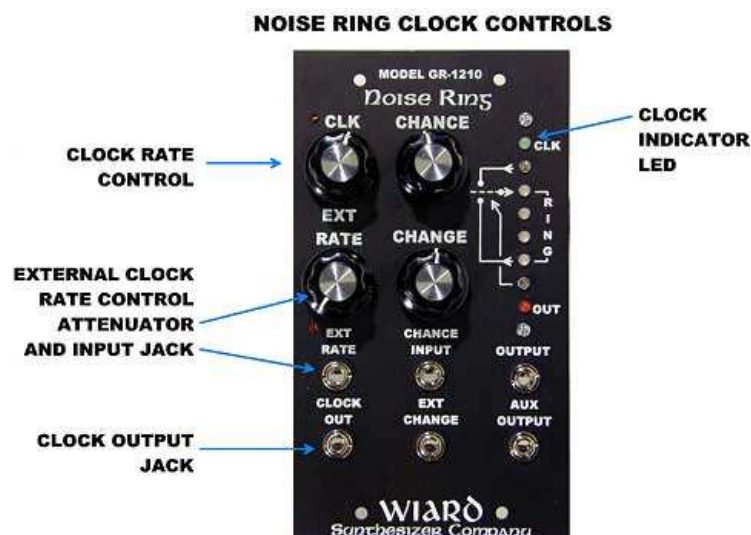 NOISE RING CLOCK CONTROLS
MODEL GR-1210
Noise Ring
CLK
CHANCE
CLOCK RATE
CONTROL
CLOCK
INDICATOR
LED
CLK
RING
EXT
RATE
CHANGE
EXTERNAL CLOCK
RATE CONTROL
ATTENUATOR
AND INPUT JACK
OUT
EXT
RATE
CHANCE
INPUT
OUTPUT
CLOCK
OUT
EXT
CHANGE
AUX
OUTPUT
CLOCK OUTPUT
JACK
WIARD
Synthesizer Company